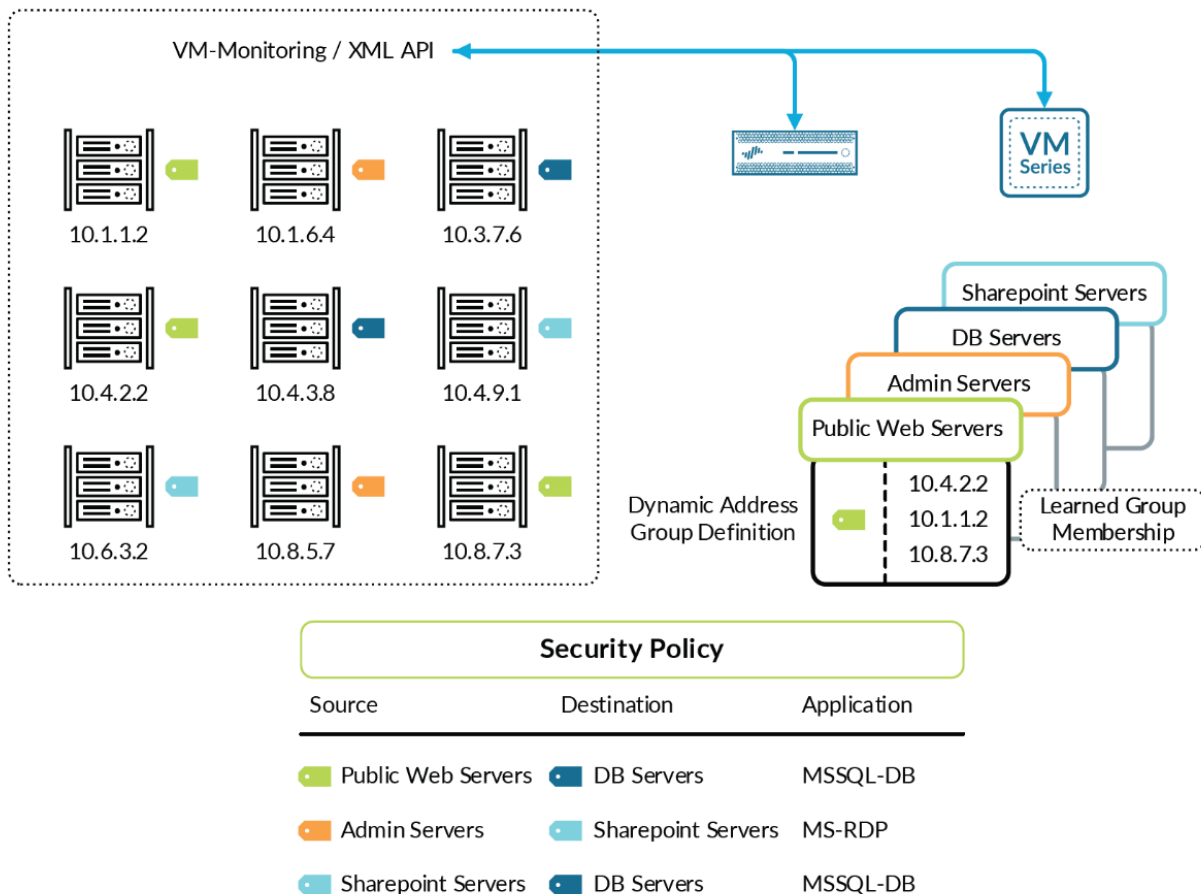 VM-Monitoring / XML API
VM
Series
10.1.1.2
10.1.6.4
10.3.7.6
10.4.2.2
10.4.3.8
10.4.9.1
10.6.3.2
10.8.5.7
10.8.7.3
Sharepoint Servers
DB Servers
Admin Servers
Public Web Servers
Dynamic Address
Group Definition
10.4.2.2
10.1.1.2
10.8.7.3
Learned Group
Membership
Security Policy
Source Destination Application
Public Web Servers DB Servers MSSQL-DB
Admin Servers Sharepoint Servers MS-RDP
Sharepoint Servers DB Servers MSSQL-DB